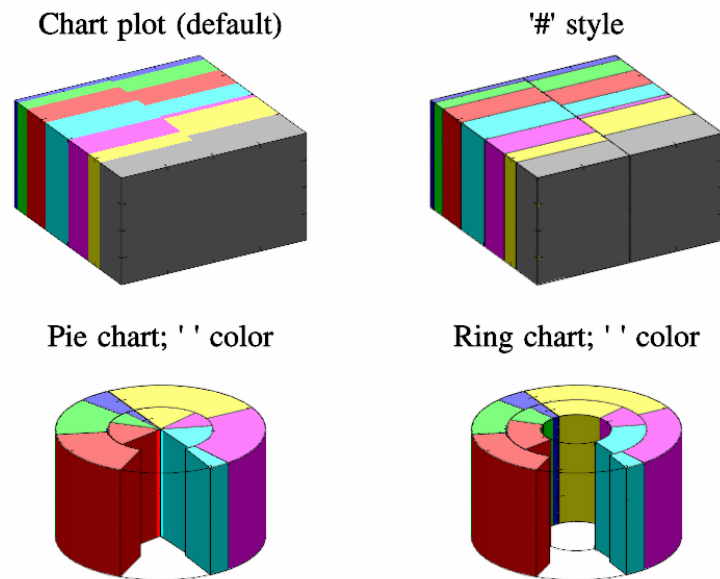 Chart plot (default)
'#' style
Pie chart; ' ' color
Ring chart; ' ' color